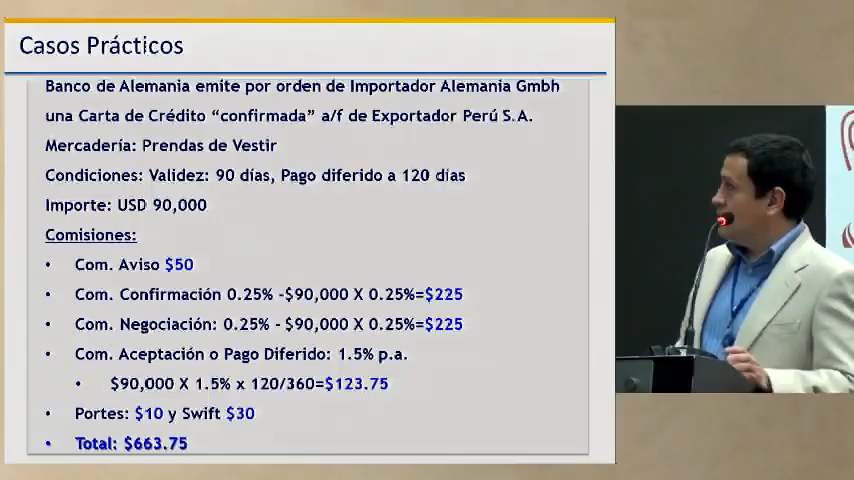 Casos Prácticos
Banco de Alemania emite por orden de Importador Alemania Gmbh
una Carta de Crédito “confirmada” a/f de Exportador Perú S.A.
Mercadería: Prendas de Vestir
Condiciones: Validez: 90 días, Pago diferido a 120 días
Importe: USD 90,000
Comisiones:
• Com. Aviso $50
• Com. Confirmación 0.25% -$90,000 X 0.25%=$225
• Com. Negociación: 0.25% - $90,000 X 0.25%=$225
• Com. Aceptación o Pago Diferido: 1.5% p.a.
• $90,000 X 1.5% x 120/360=$123.75
• Portes: $10 y Swift $30
• Total: $663.75